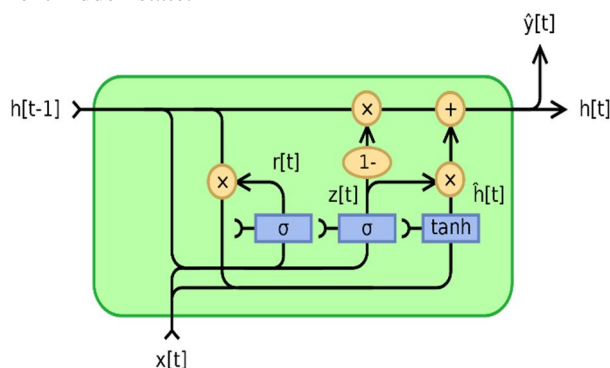 ŷ[t]
h[t-1]
×
+
h[t]
1-
r[t]
×
z[t]
×
ĥ[t]
σ
σ
tanh
x[t]